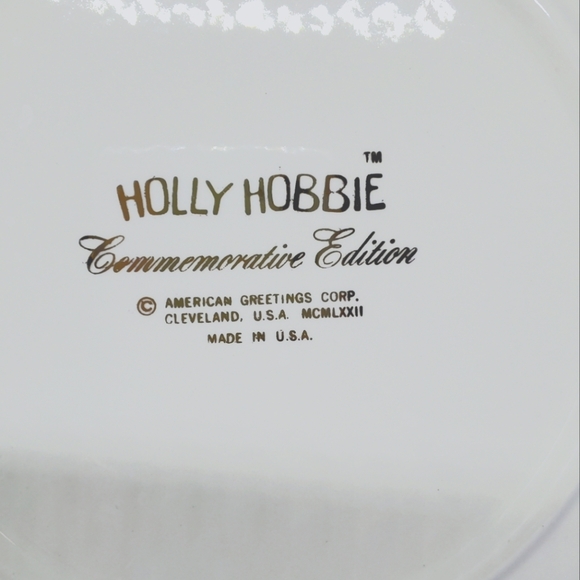 HOLLY HOBBIE™
Commemorative Edition
© AMERICAN GREETINGS CORP.
CLEVELAND, U.S.A. MCMLXXII
MADE IN U.S.A.